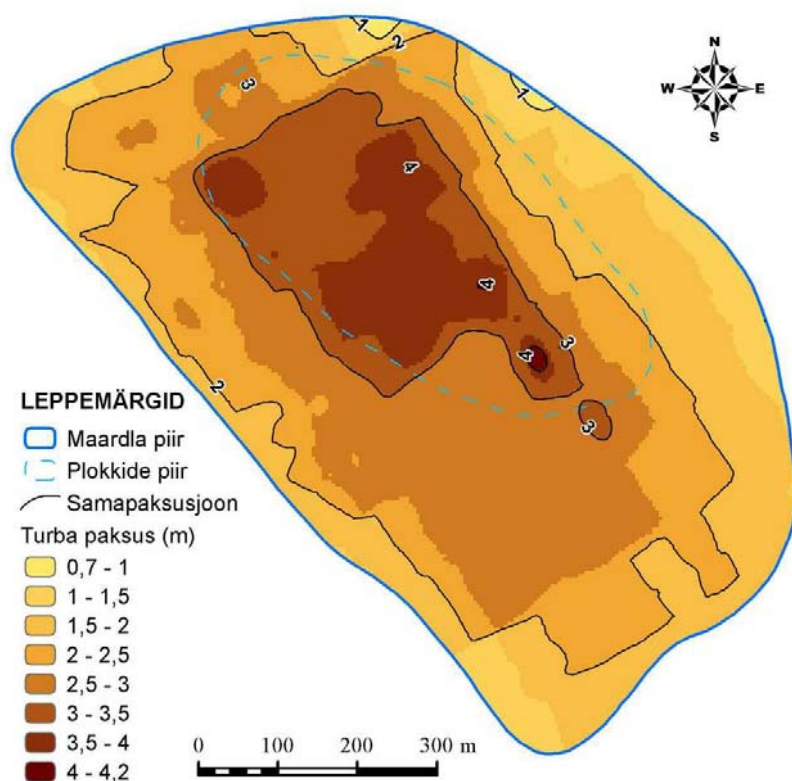 1
2
3
1
N
W E
S
4
4
3
4
3
2
LEPPEMÄRGID
Maardla piir
Plokkide piir
Samapaksusjoon
Turba paksus (m)
0,7 - 1
1 - 1,5
1,5 - 2
2 - 2,5
2,5 - 3
3 - 3,5
3,5 - 4
4 - 4,2
0 100 200 300 m